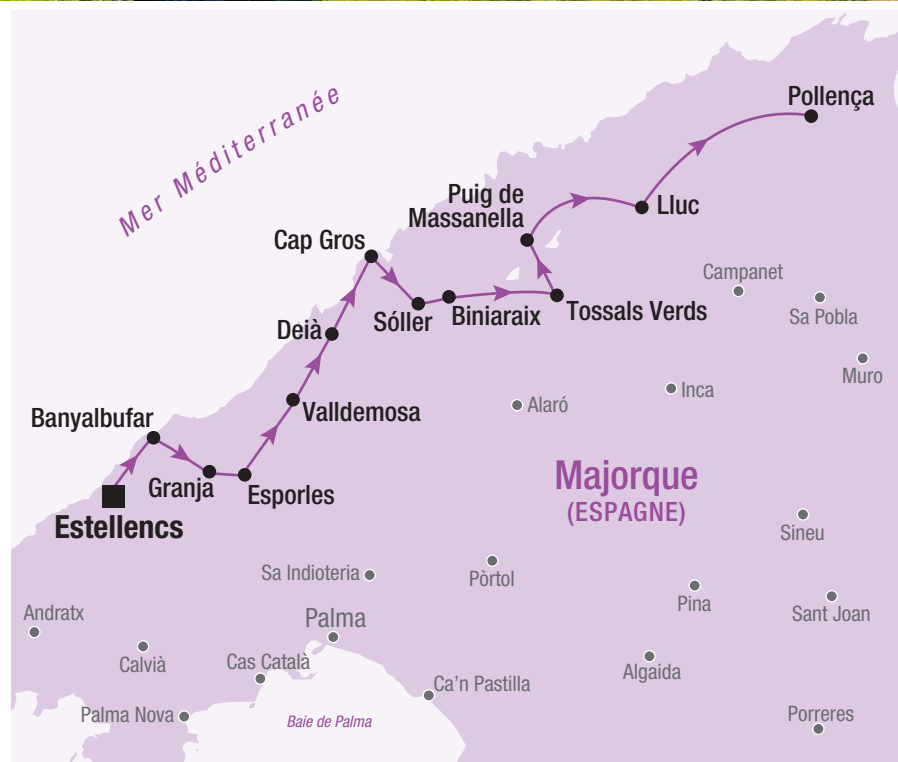 Mer Méditerranée
Pollença
Puig de
Massanella
Lluc
Cap Gros
Campanet
Sóller
Biniaraix
Tossals Verds
Sa Pobla
Deià
Muro
Inca
Valldemosa
Alaró
Banyalbufar
Granja
Esporles
Majorque
(ESPAGNE)
Estellencs
Sineu
Sa Indioteria
Pòrtol
Pina
Sant Joan
Andratx
Palma
Calvià
Cas Català
Algaida
Ca'n Pastilla
Palma Nova
Baie de Palma
Porreres